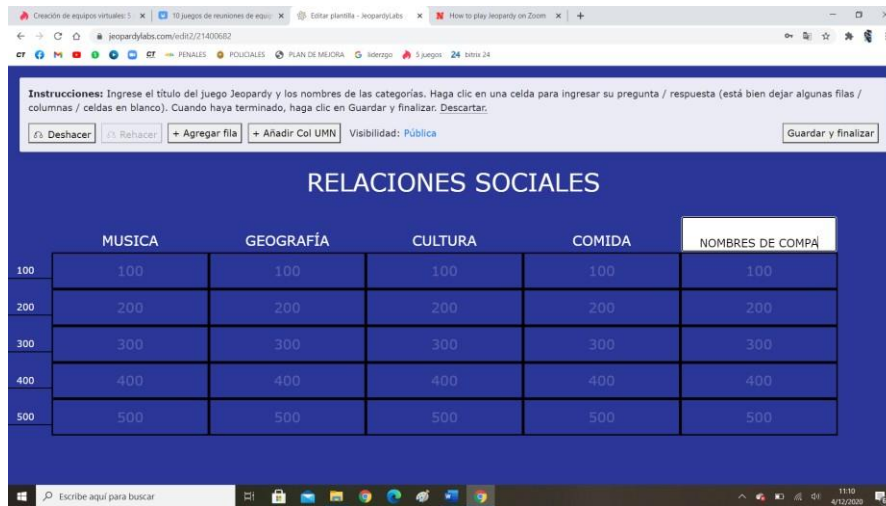 Creación de equipos virtuales: 5
10 juegos de reuniones de equip
Editar plantilla - JeopardyLabs
How to play Jeopardy on Zoom
jeopardylabs.com/edit2/21400682
CT PENALES POLICIALES PLAN DE MEJORA liderzgo 5 juegos 24 bitrix 24
Instrucciones: Ingrese el título del juego Jeopardy y los nombres de las categorías. Haga clic en una celda para ingresar su pregunta / respuesta (está bien dejar algunas filas /
columnas / celdas en blanco). Cuando haya terminado, haga clic en Guardar y finalizar. Descartar.
Deshacer Rehacer + Agregar fila + Añadir Col UMN Visibilidad: Pública Guardar y finalizar
RELACIONES SOCIALES
MUSICA GEOGRAFÍA CULTURA COMIDA NOMBRES DE COMPA
100 100 100 100 100 100
200 200 200 200 200 200
300 300 300 300 300 300
400 400 400 400 400 400
500 500 500 500 500 500
Escribe aquí para buscar
11:10
4/12/2020